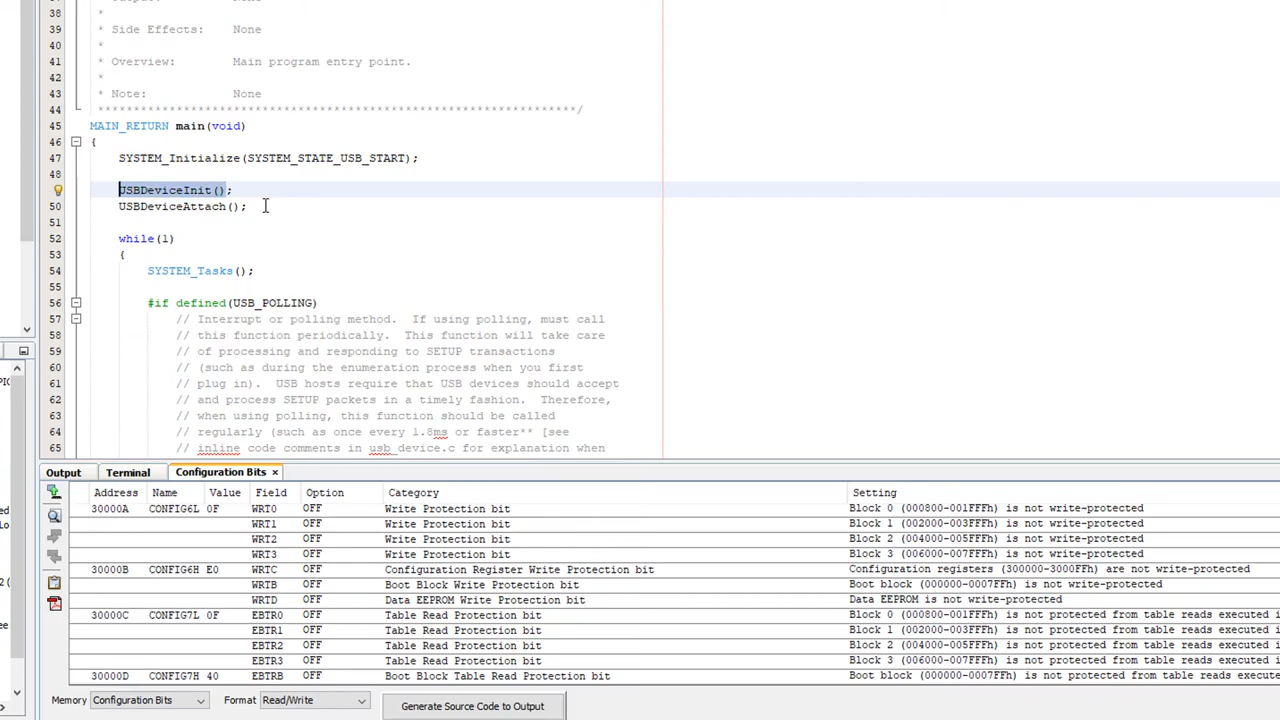 38 *
39 * Side Effects: None
40 *
41 * Overview: Main program entry point.
42 *
43 * Note: None
44 *******************************************************************/
45 MAIN_RETURN main(void)
46 {
47 SYSTEM_Initialize(SYSTEM_STATE_USB_START);
48
USBDeviceInit();
50 USBDeviceAttach();
51
52 while(1)
53 {
54 SYSTEM_Tasks();
55
56 #if defined(USB_POLLING)
57 // Interrupt or polling method. If using polling, must call
58 // this function periodically. This function will take care
59 // of processing and responding to SETUP transactions
60 // (such as during the enumeration process when you first
61 // plug in). USB hosts require that USB devices should accept
62 // and process SETUP packets in a timely fashion. Therefore,
63 // when using polling, this function should be called
64 // regularly (such as once every 1.8ms or faster** [see
65 // inline code comments in usb_device.c for explanation when
Output Terminal Configuration Bits ×
Address Name Value Field Option Category Setting
30000A CONFIG6L 0F WRT0 OFF Write Protection bit Block 0 (000800-001FFFh) is not write-protected
WRT1 OFF Write Protection bit Block 1 (002000-003FFFh) is not write-protected
WRT2 OFF Write Protection bit Block 2 (004000-005FFFh) is not write-protected
WRT3 OFF Write Protection bit Block 3 (006000-007FFFh) is not write-protected
30000B CONFIG6H E0 WRTC OFF Configuration Register Write Protection bit Configuration registers (300000-3000FFh) are not write-protected
WRTB OFF Boot Block Write Protection bit Boot block (000000-0007FFh) is not write-protected
WRTD OFF Data EEPROM Write Protection bit Data EEPROM is not write-protected
30000C CONFIG7L 0F EBTR0 OFF Table Read Protection bit Block 0 (000800-001FFFh) is not protected from table reads executed i
EBTR1 OFF Table Read Protection bit Block 1 (002000-003FFFh) is not protected from table reads executed i
EBTR2 OFF Table Read Protection bit Block 2 (004000-005FFFh) is not protected from table reads executed i
EBTR3 OFF Table Read Protection bit Block 3 (006000-007FFFh) is not protected from table reads executed i
30000D CONFIG7H 40 EBTRB OFF Boot Block Table Read Protection bit Boot block (000000-0007FFh) is not protected from table reads executed i
Memory Configuration Bits Format Read/Write Generate Source Code to Output